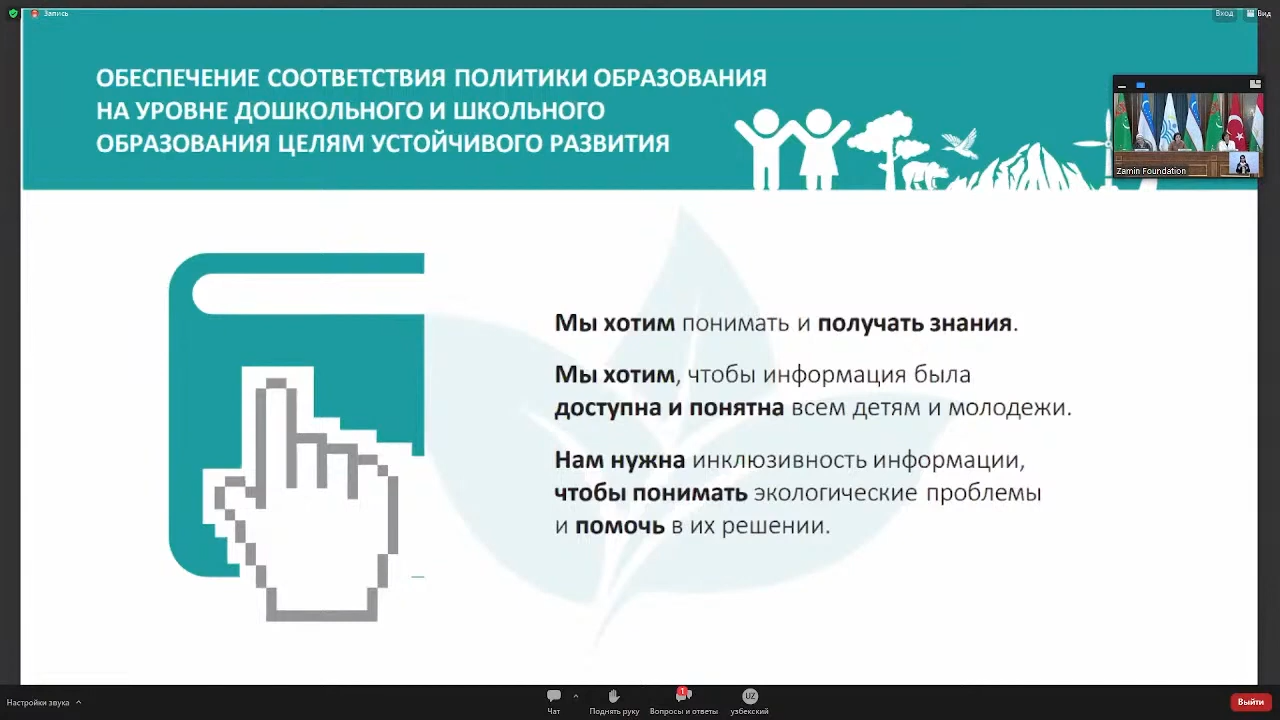 Запись
Вход
Вид
ОБЕСПЕЧЕНИЕ СООТВЕТСТВИЯ ПОЛИТИКИ ОБРАЗОВАНИЯ
НА УРОВНЕ ДОШКОЛЬНОГО И ШКОЛЬНОГО
ОБРАЗОВАНИЯ ЦЕЛЯМ УСТОЙЧИВОГО РАЗВИТИЯ
Zamin Foundation
Мы хотим понимать и получать знания.
Мы хотим, чтобы информация была
доступна и понятна всем детям и молодежи.
Нам нужна инклюзивность информации,
чтобы понимать экологические проблемы
и помочь в их решении.
Настройки звука
Чат
Поднять руку
1
Вопросы и ответы
UZ
узбекский
Выйти